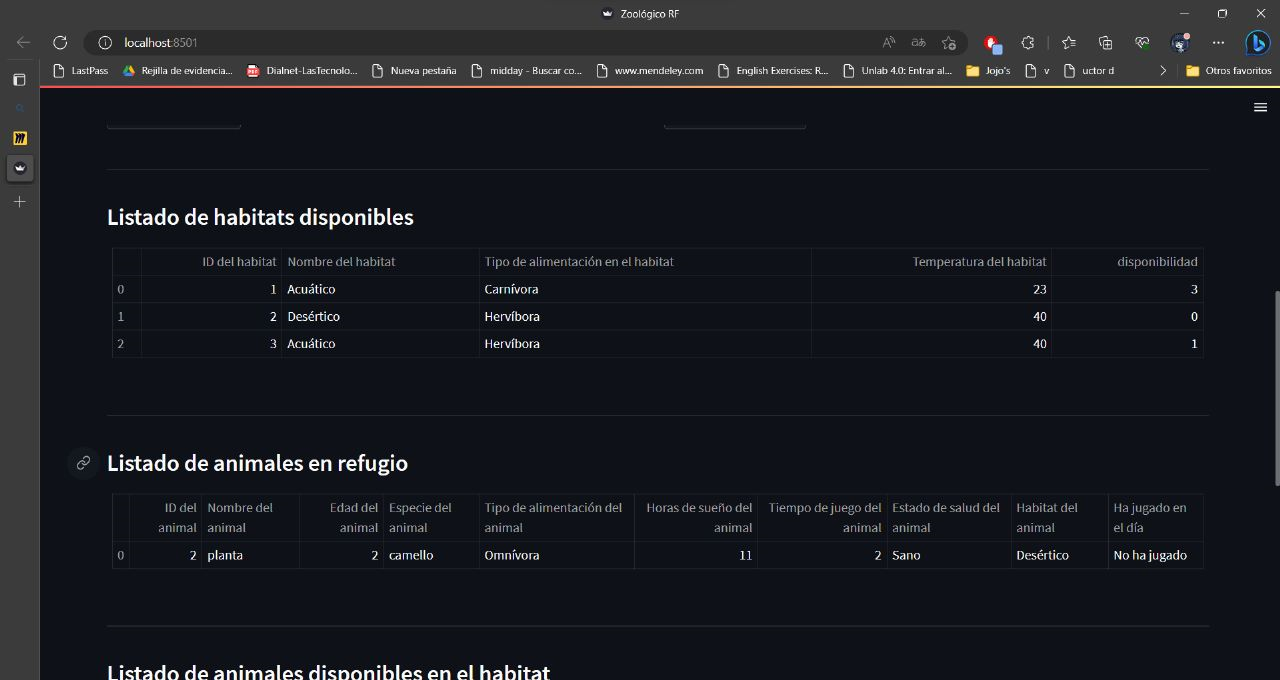 Zoológico RF
localhost:8501
LastPass Rejilla de evidencia... Dialnet-LasTecnolo... Nueva pestaña midday - Buscar co... www.mendeley.com English Exercises: R... Unlab 4.0: Entrar al... Jojo's v uctor d Otros favoritos
Listado de habitats disponibles
ID del habitat Nombre del habitat Tipo de alimentación en el habitat Temperatura del habitat disponibilidad
0 1 Acuático Carnívora 23 3
1 2 Desértico Hervíbora 40 0
2 3 Acuático Hervíbora 40 1
Listado de animales en refugio
ID del animal Nombre del animal Edad del animal Especie del animal Tipo de alimentación del animal Horas de sueño del animal Tiempo de juego del animal Estado de salud del animal Habitat del animal Ha jugado en el día
0 2 planta 2 camello Omnívora 11 2 Sano Desértico No ha jugado
Listado de animales disponibles en el habitat